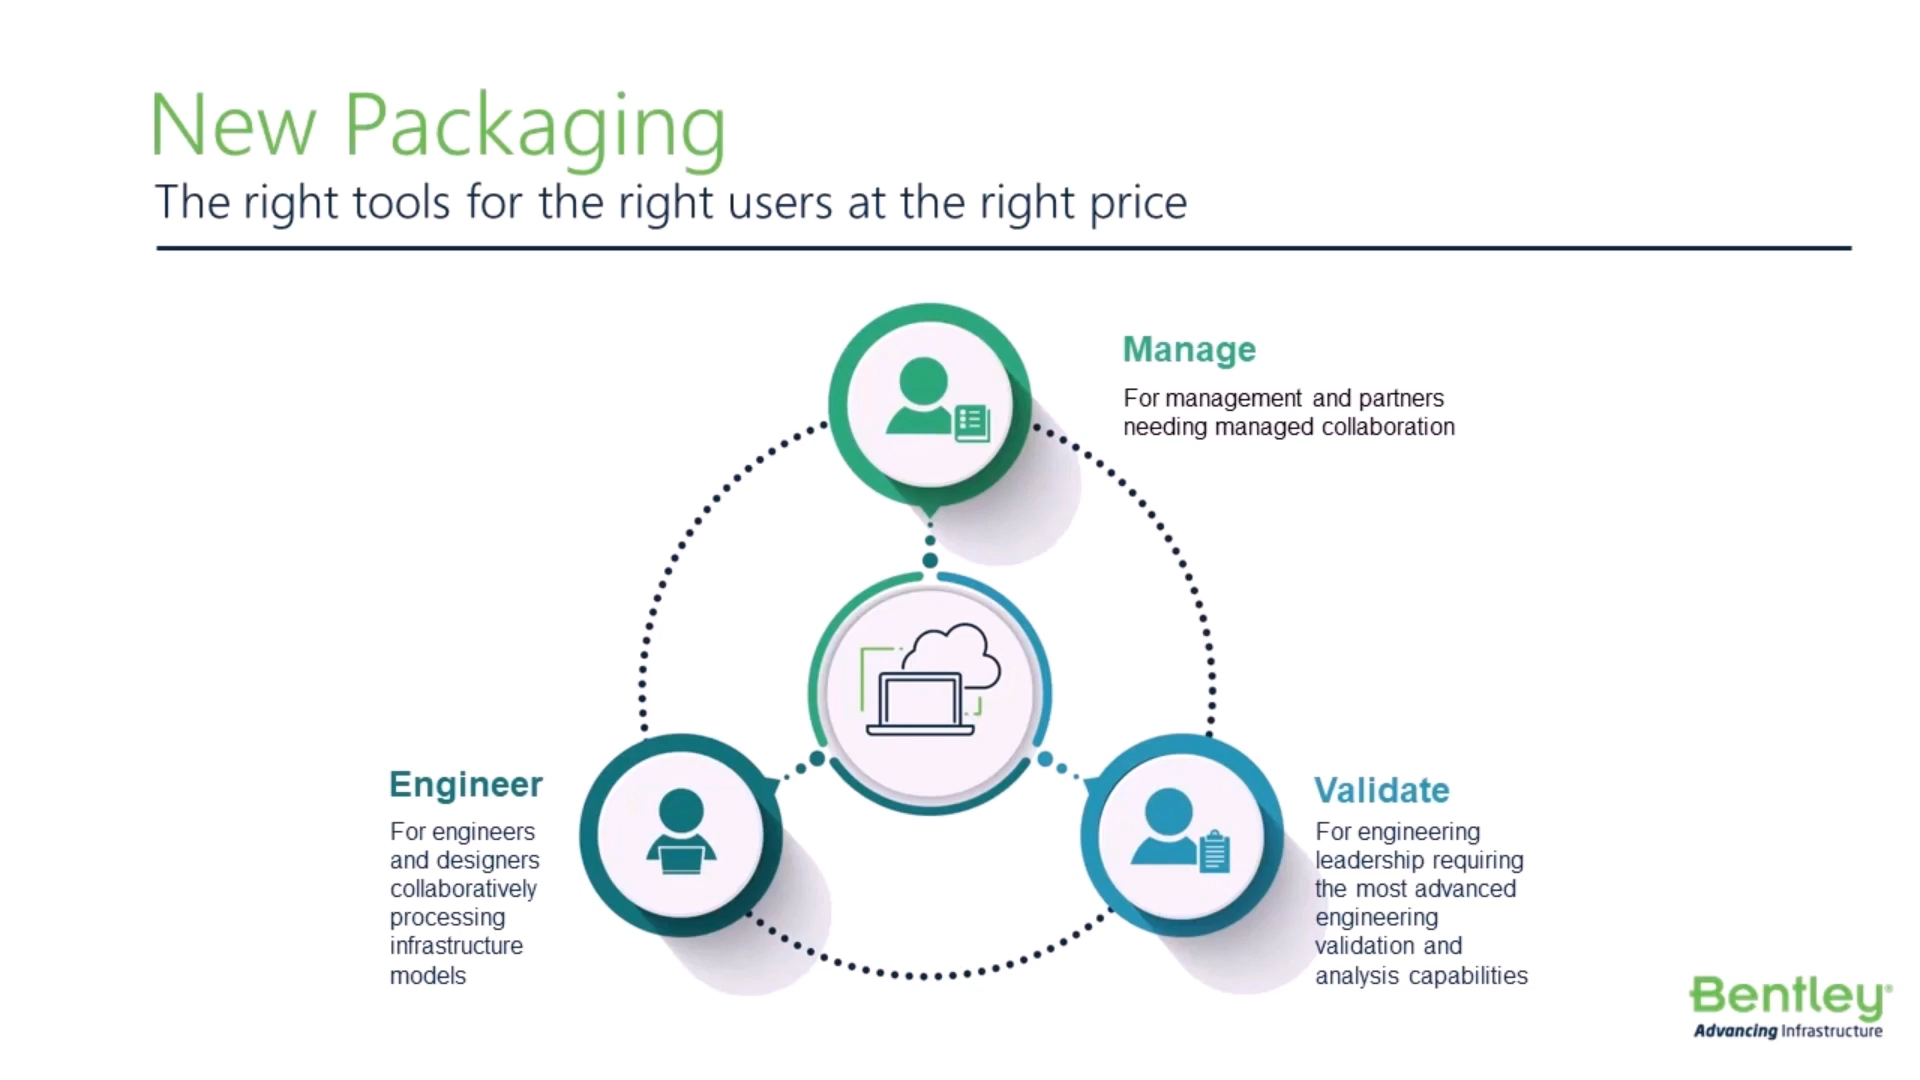 New Packaging
The right tools for the right users at the right price
Manage
For management and partners
needing managed collaboration
Engineer
For engineers
and designers
collaboratively
processing
infrastructure
models
Validate
For engineering
leadership requiring
the most advanced
engineering
validation and
analysis capabilities
Bentley®
Advancing Infrastructure